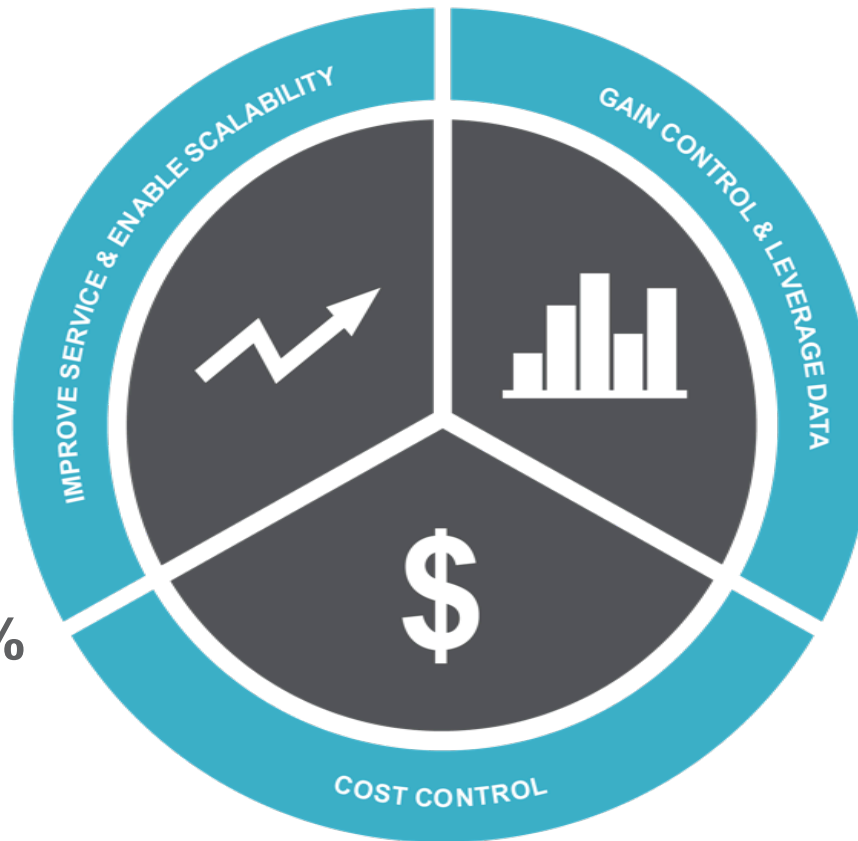 IMPROVE SERVICE & ENABLE SCALABILITY
GAIN CONTROL & LEVERAGE DATA
$
%
COST CONTROL